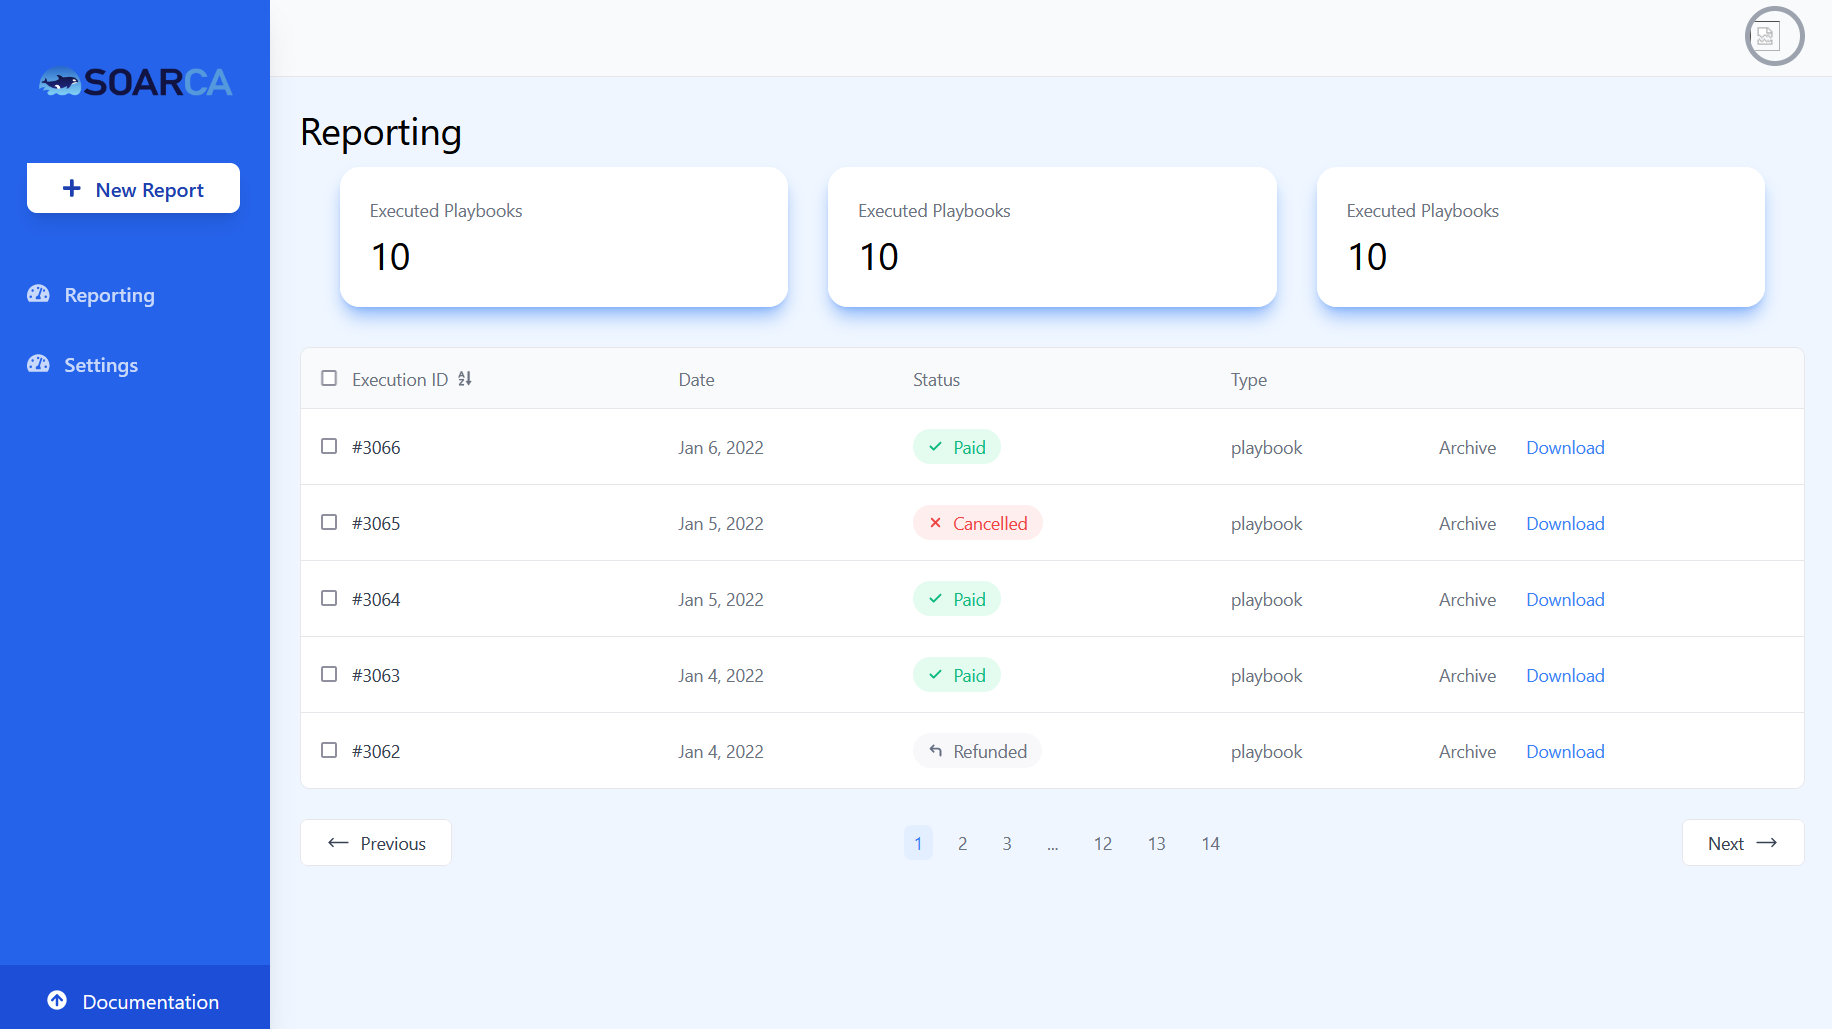 SOARCA
New Report
Reporting
Settings
Documentation
Reporting
Executed Playbooks
10
Executed Playbooks
10
Executed Playbooks
10
Execution ID Date Status Type
#3066 Jan 6, 2022 Paid playbook Archive Download
#3065 Jan 5, 2022 Cancelled playbook Archive Download
#3064 Jan 5, 2022 Paid playbook Archive Download
#3063 Jan 4, 2022 Paid playbook Archive Download
#3062 Jan 4, 2022 Refunded playbook Archive Download
Previous 1 2 3 ... 12 13 14 Next